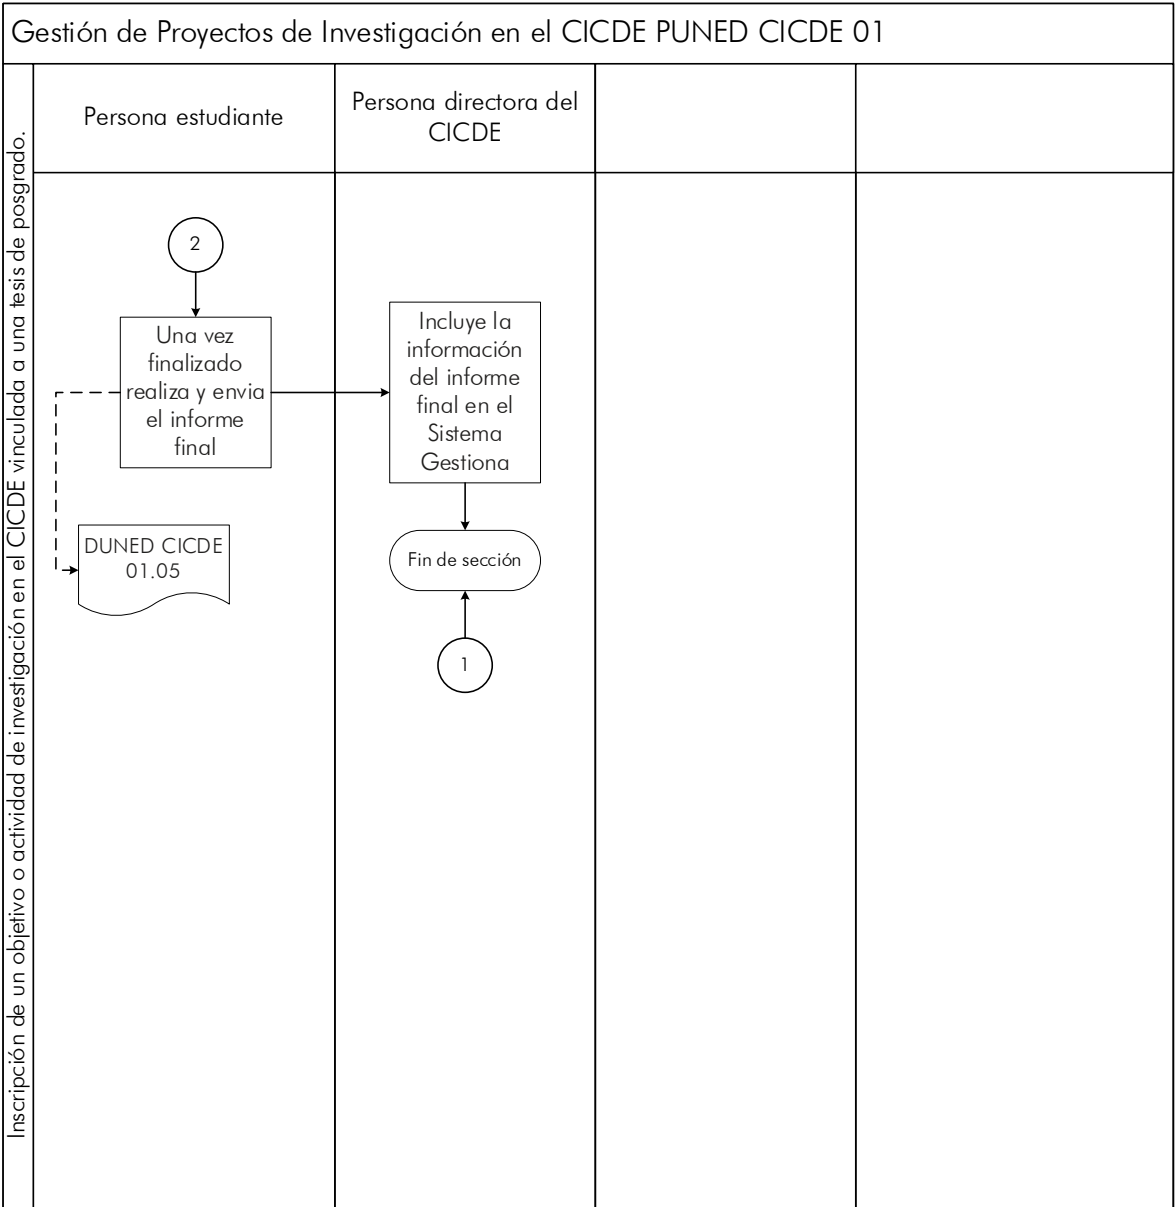 Gestión de Proyectos de Investigación en el CICDE PUNED CICDE 01
Inscripción de un objetivo o actividad de investigación en el CICDE vinculada a una tesis de posgrado.
Persona estudiante
Persona directora del
CICDE
2
Una vez
finalizado
realiza y envia
el informe
final
Incluye la
información
del informe
final en el
Sistema
Gestiona
DUNED CICDE
01.05
Fin de sección
1